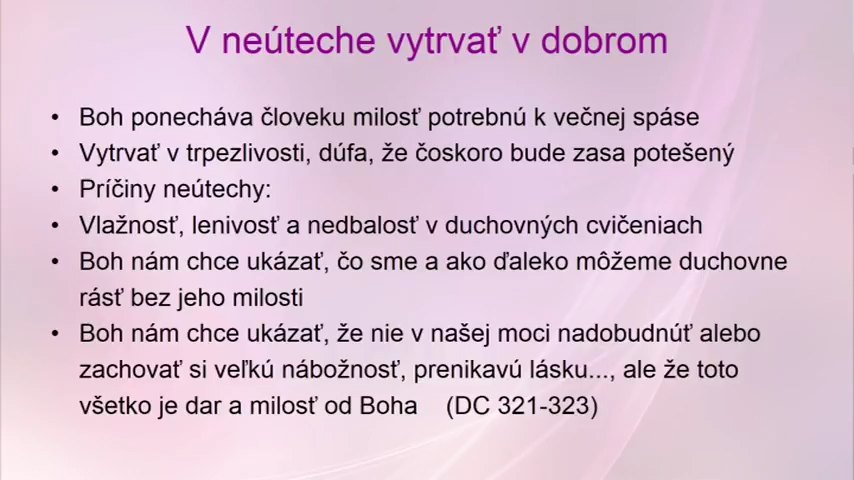 V neúteche vytrvať v dobrom
• Boh ponecháva človeku milosť potrebnú k večnej spáse
• Vytrvať v trpezlivosti, dúfa, že čoskoro bude zasa potešený
• Príčiny neútechy:
• Vlažnosť, lenivosť a nedbalosť v duchovných cvičeniach
• Boh nám chce ukázať, čo sme a ako ďaleko môžeme duchovne
rásť bez jeho milosti
• Boh nám chce ukázať, že nie v našej moci nadobudnúť alebo
zachovať si veľkú nábožnosť, prenikavú lásku..., ale že toto
všetko je dar a milosť od Boha (DC 321-323)